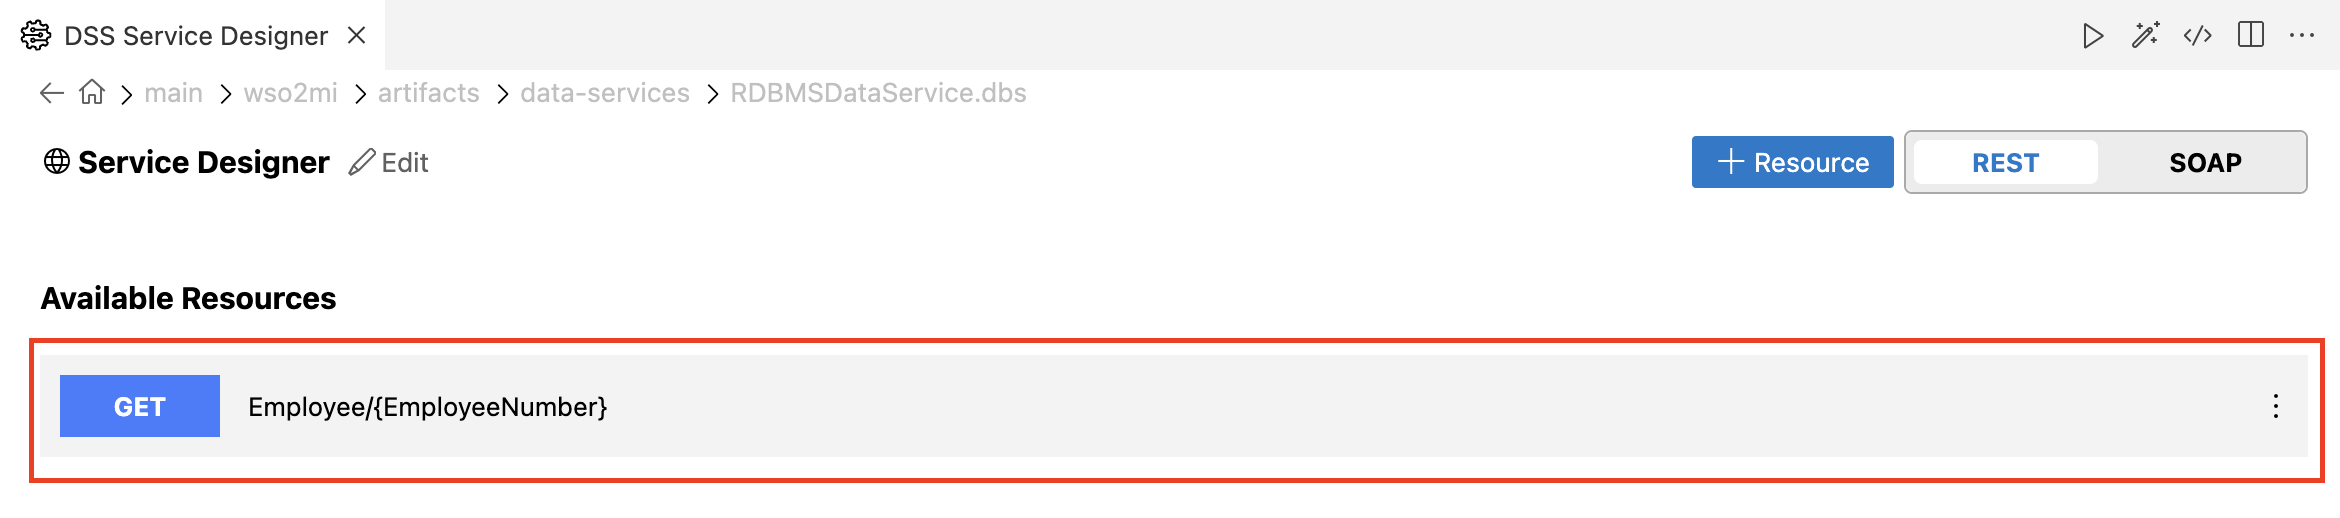 DSS Service Designer
main > wso2mi > artifacts > data-services > RDBMSDataService.dbs
Service Designer Edit + Resource REST SOAP
Available Resources
GET Employee/{EmployeeNumber}